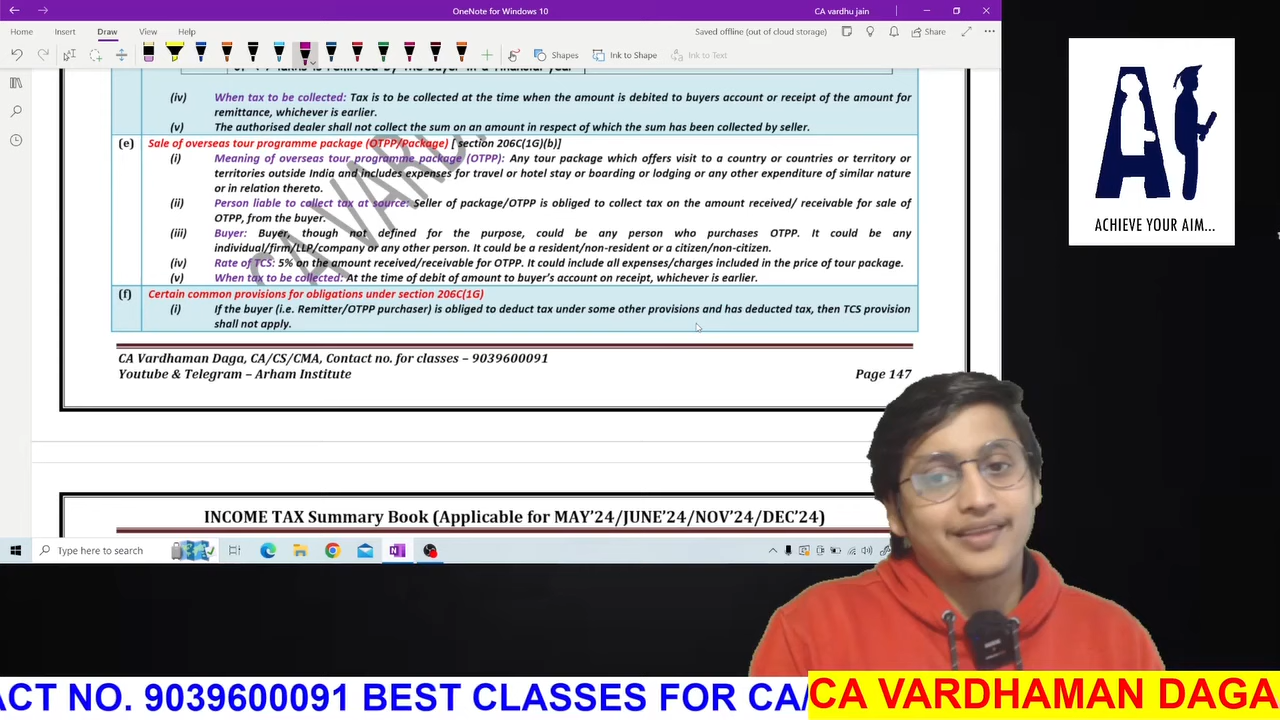 OneNote for Windows 10
CA vardhu jain
Home Insert Draw View Help
Saved offline (out of cloud storage)
Share
Shapes
Ink to Shape
Ink to Text
(iv) When tax to be collected: Tax is to be collected at the time when the amount is debited to buyers account or receipt of the amount for
remittance, whichever is earlier.
(v) The authorised dealer shall not collect the sum on an amount in respect of which the sum has been collected by seller.
(e) Sale of overseas tour programme package (OTPP/Package) [ section 206C(1G)(b)]
(i) Meaning of overseas tour programme package (OTPP): Any tour package which offers visit to a country or countries or territory or
territories outside India and includes expenses for travel or hotel stay or boarding or lodging or any other expenditure of similar nature
or in relation thereto.
(ii) Person liable to collect tax at source: Seller of package/OTPP is obliged to collect tax on the amount received/ receivable for sale of
OTPP, from the buyer.
(iii) Buyer: Buyer, though not defined for the purpose, could be any person who purchases OTPP. It could be any
individual/firm/LLP/company or any other person. It could be a resident/non-resident or a citizen/non-citizen.
(iv) Rate of TCS: 5% on the amount received/receivable for OTPP. It could include all expenses/charges included in the price of tour package.
(v) When tax to be collected: At the time of debit of amount to buyer's account on receipt, whichever is earlier.
(f) Certain common provisions for obligations under section 206C(1G)
(i) If the buyer (i.e. Remitter/OTPP purchaser) is obliged to deduct tax under some other provisions and has deducted tax, then TCS provision
shall not apply.
CA Vardhaman Daga, CA/CS/CMA, Contact no. for classes – 9039600091
Youtube & Telegram – Arham Institute
Page 147
INCOME TAX Summary Book (Applicable for MAY'24/JUNE'24/NOV'24/DEC'24)
Type here to search
ACHIEVE YOUR AIM...
ACT NO. 9039600091 BEST CLASSES FOR CA/
CA VARDHAMAN DAGA